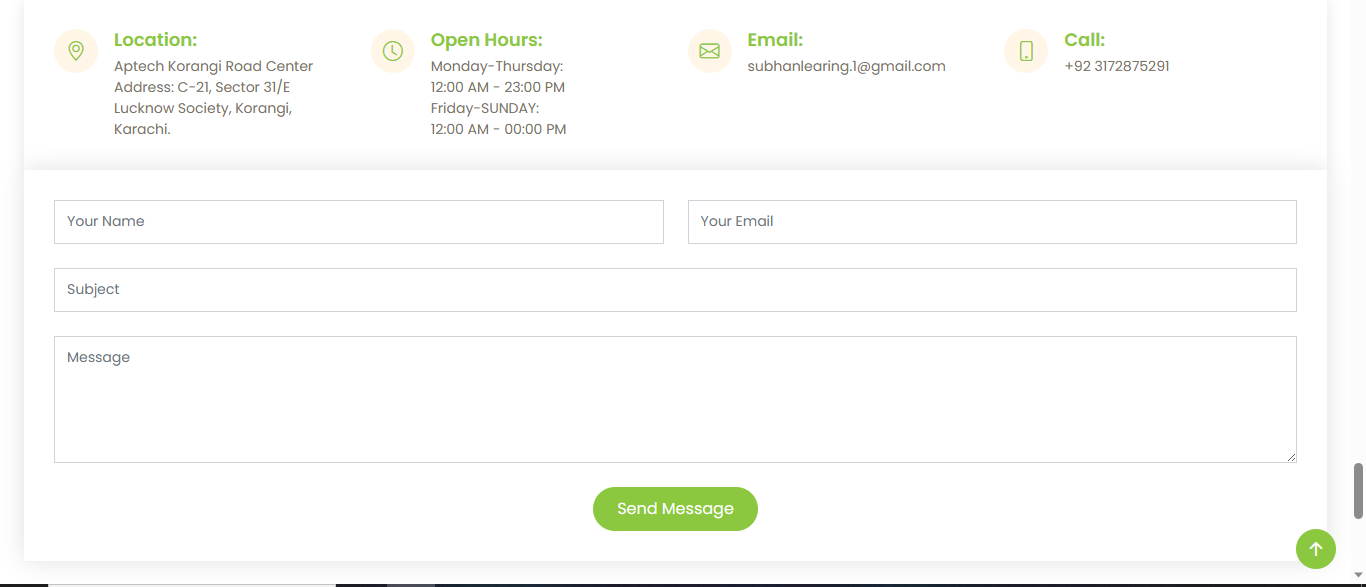 Location:
Aptech Korangi Road Center
Address: C-21, Sector 31/E
Lucknow Society, Korangi,
Karachi.
Open Hours:
Monday-Thursday:
12:00 AM - 23:00 PM
Friday-SUNDAY:
12:00 AM - 00:00 PM
Email:
subhanlearing.1@gmail.com
Call:
+92 3172875291
Your Name
Your Email
Subject
Message
Send Message